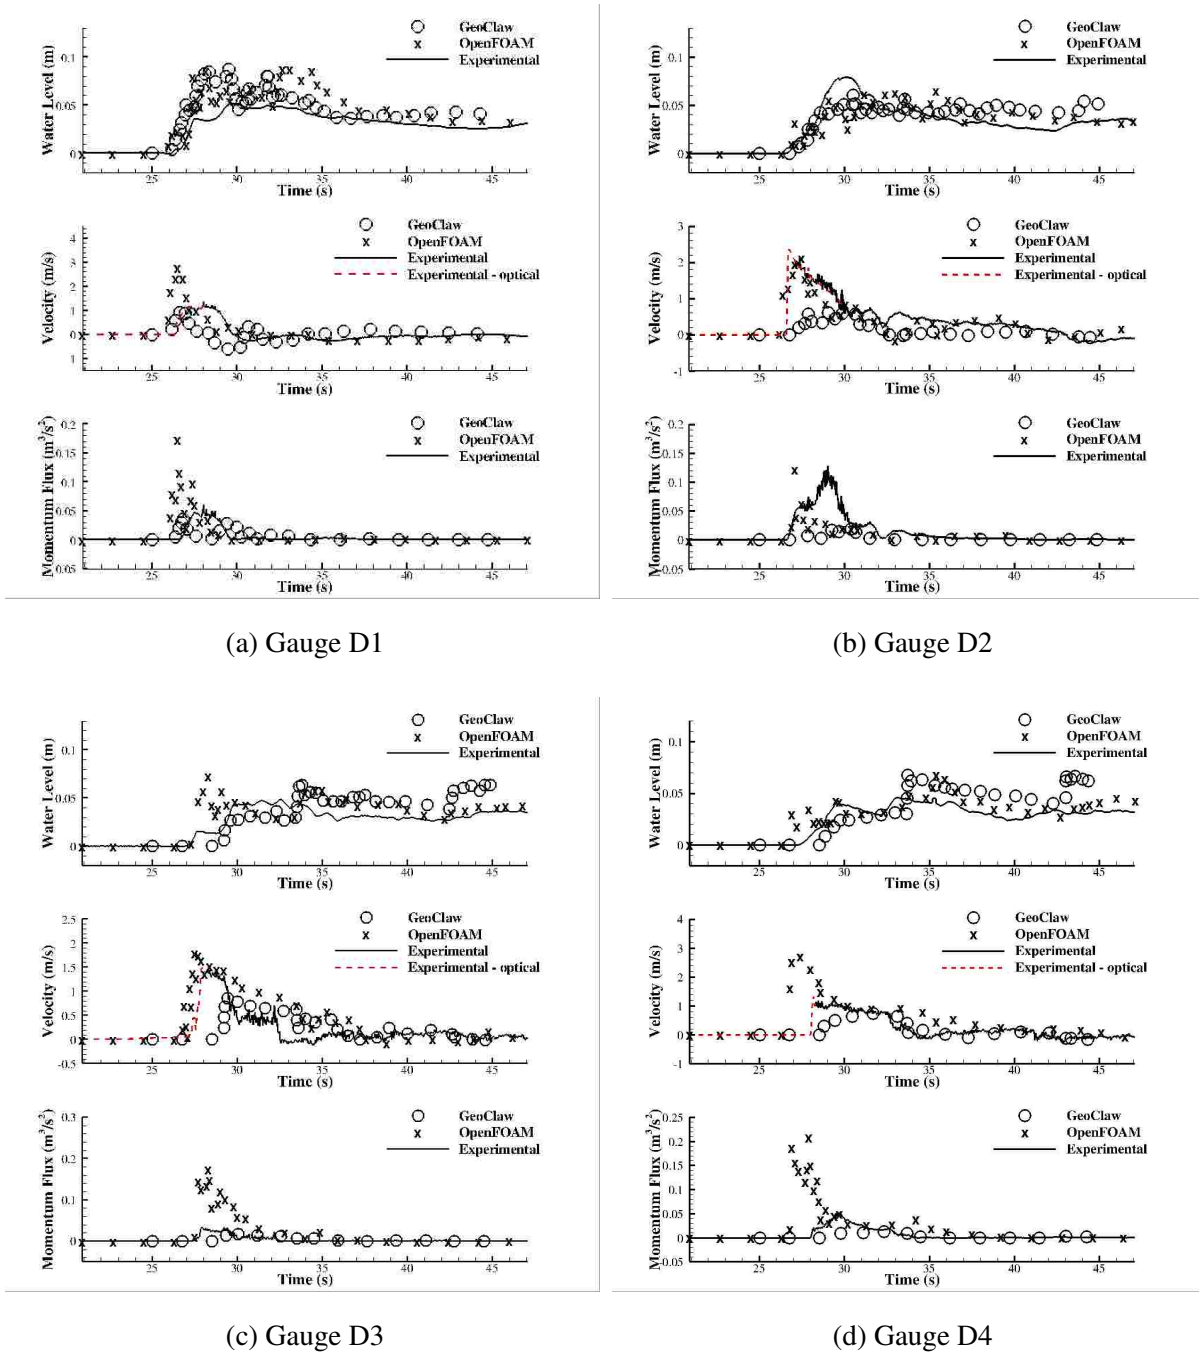 GeoClaw
OpenFOAM
Experimental
Water Level (m)
0.1
0.05
0
25 30 35 40 45
Time (s)
GeoClaw
OpenFOAM
Experimental
Experimental - optical
Velocity (m/s)
4
3
2
1
0
1
25 30 35 40 45
Time (s)
GeoClaw
OpenFOAM
Experimental
Momentum Flux (m³/s²)
0.2
0.15
0.1
0.05
0
0.05
25 30 35 40 45
Time (s)
(a) Gauge D1
GeoClaw
OpenFOAM
Experimental
Water Level (m)
0.1
0.05
0
25 30 35 40 45
Time (s)
GeoClaw
OpenFOAM
Experimental
Experimental - optical
Velocity (m/s)
3
2
1
0
-1
25 30 35 40 45
Time (s)
GeoClaw
OpenFOAM
Experimental
Momentum Flux (m³/s²)
0.2
0.15
0.1
0.05
0
-0.05
25 30 35 40 45
Time (s)
(b) Gauge D2
GeoClaw
OpenFOAM
Experimental
Water Level (m)
0.1
0.05
0
25 30 35 40 45
Time (s)
GeoClaw
OpenFOAM
Experimental
Experimental - optical
Velocity (m/s)
2.5
2
1.5
1
0.5
0
-0.5
25 30 35 40 45
Time (s)
GeoClaw
OpenFOAM
Experimental
Momentum Flux (m³/s²)
0.3
0.2
0.1
0
0.05
25 30 35 40 45
Time (s)
(c) Gauge D3
GeoClaw
OpenFOAM
Experimental
Water Level (m)
0.1
0.05
0
25 30 35 40 45
Time (s)
GeoClaw
OpenFOAM
Experimental
Experimental - optical
Velocity (m/s)
4
3
2
1
0
-1
25 30 35 40 45
Time (s)
GeoClaw
OpenFOAM
Experimental
Momentum Flux (m³/s²)
0.25
0.2
0.15
0.1
0.05
0
-0.05
25 30 35 40 45
Time (s)
(d) Gauge D4